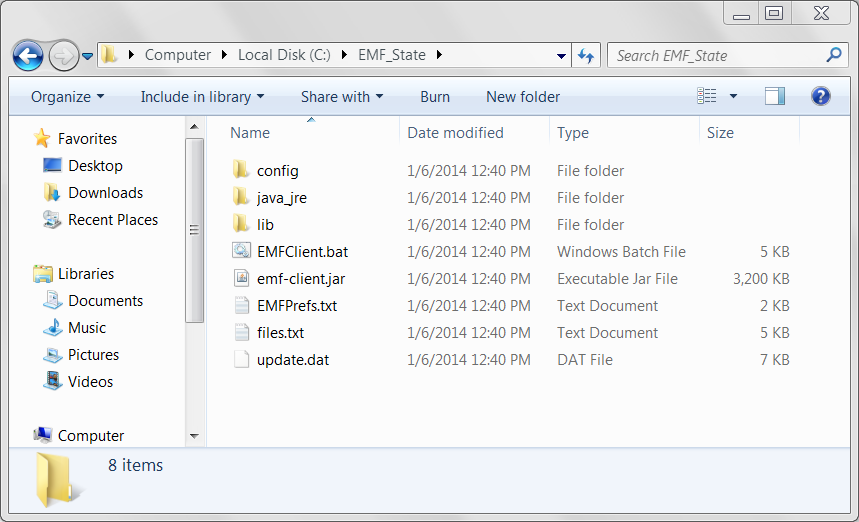 Computer Local Disk (C:) EMF_State
Search EMF_State
Organize Include in library Share with Burn New folder
Name Date modified Type Size
Favorites
Desktop
Downloads
Recent Places
Libraries
Documents
Music
Pictures
Videos
Computer
config 1/6/2014 12:40 PM File folder
java_jre 1/6/2014 12:40 PM File folder
lib 1/6/2014 12:40 PM File folder
EMFClient.bat 1/6/2014 12:40 PM Windows Batch File 5 KB
emf-client.jar 1/6/2014 12:40 PM Executable Jar File 3,200 KB
EMFPrefs.txt 1/6/2014 12:40 PM Text Document 2 KB
files.txt 1/6/2014 12:40 PM Text Document 5 KB
update.dat 1/6/2014 12:40 PM DAT File 7 KB
8 items